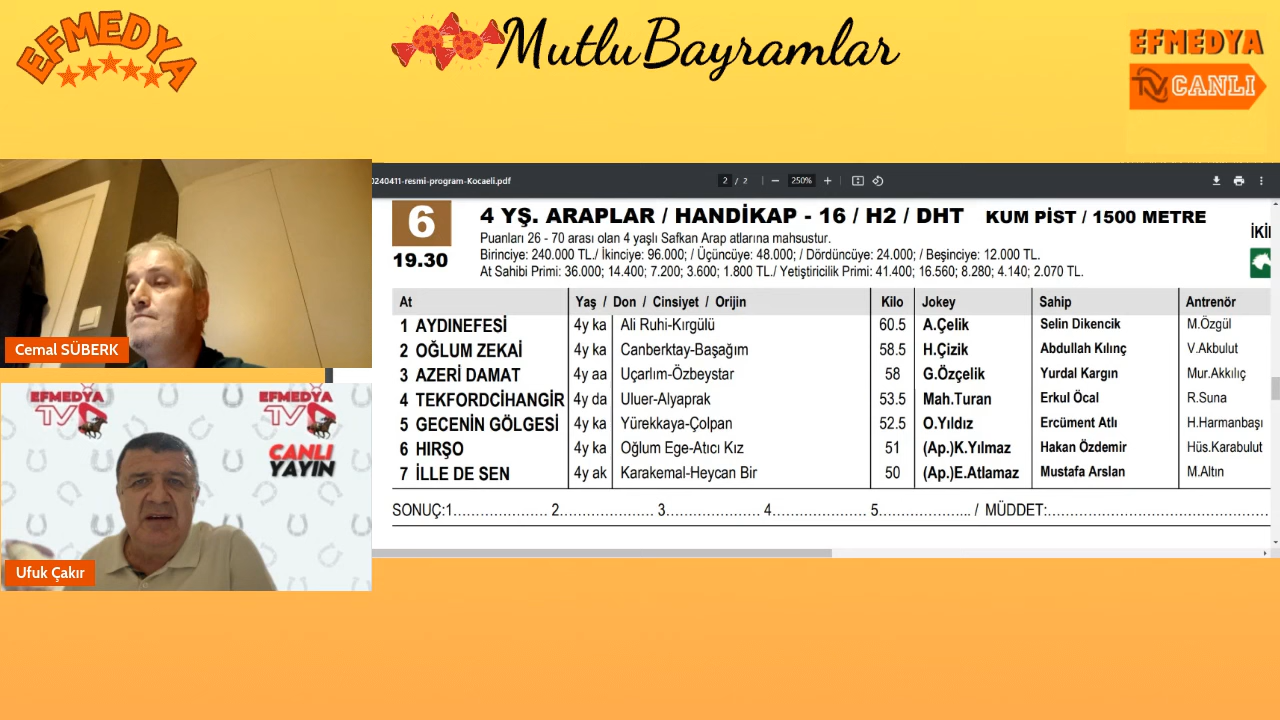 EFMEDYA
Mutlu Bayramlar
EFMEDYA
TV CANLI
20240411-resmi-program-Kocaeli.pdf
2 / 2
250%
6
19.30
4 YŞ. ARAPLAR / HANDİKAP - 16 / H2 / DHT KUM PİST / 1500 METRE
Puanları 26 - 70 arası olan 4 yaşlı Safkan Arap atlarına mahsustur.
Birinciye: 240.000 TL./ İkinciye: 96.000; / Üçüncüye: 48.000; / Dördüncüye: 24.000; / Beşinciye: 12.000 TL.
At Sahibi Primi: 36.000; 14.400; 7.200; 3.600; 1.800 TL./ Yetiştiricilik Primi: 41.400; 16.560; 8.280; 4.140; 2.070 TL.
İKİ
At Yaş / Don / Cinsiyet / Orijin Kilo Jokey Sahip Antrenör
1 AYDINEFESİ 4y ka Ali Ruhi-Kırgülü 60.5 A.Çelik Selin Dikencik M.Özgül
2 OĞLUM ZEKAİ 4y ka Canberktay-Başağım 58.5 H.Çizik Abdullah Kılınç V.Akbulut
3 AZERİ DAMAT 4y aa Uçarlım-Özbeystar 58 G.Özçelik Yurdal Kargın Mur.Akkılıç
4 TEKFORDCİHANGİR 4y da Uluer-Alyaprak 53.5 Mah.Turan Erkul Öcal R.Suna
5 GECENİN GÖLGESİ 4y ka Yürekkaya-Çolpan 52.5 O.Yıldız Ercüment Atlı H.Harmanbaşı
6 HIRŞO 4y ka Oğlum Ege-Atıcı Kız 51 (Ap.)K.Yılmaz Hakan Özdemir Hüs.Karabulut
7 İLLE DE SEN 4y ak Karakemal-Heycan Bir 50 (Ap.)E.Atlamaz Mustafa Arslan M.Altın
SONUÇ:1.................... 2.................... 3.................... 4.................... 5.................... / MÜDDET:............................................
Cemal SÜBERK
EFMEDYA
TV
EFMEDYA
TV
CANLI
YAYIN
Ufuk Çakır